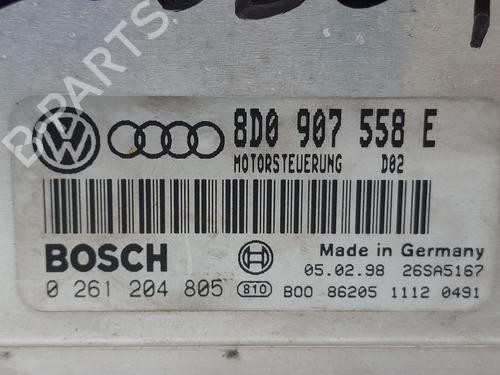 8D0 907 558 E
MOTORSTEUERUNG D02
BOSCH
Made in Germany
05.02.98 26SA5167
0 261 204 805 810 B00 86205 1112 0491
B-PARTS